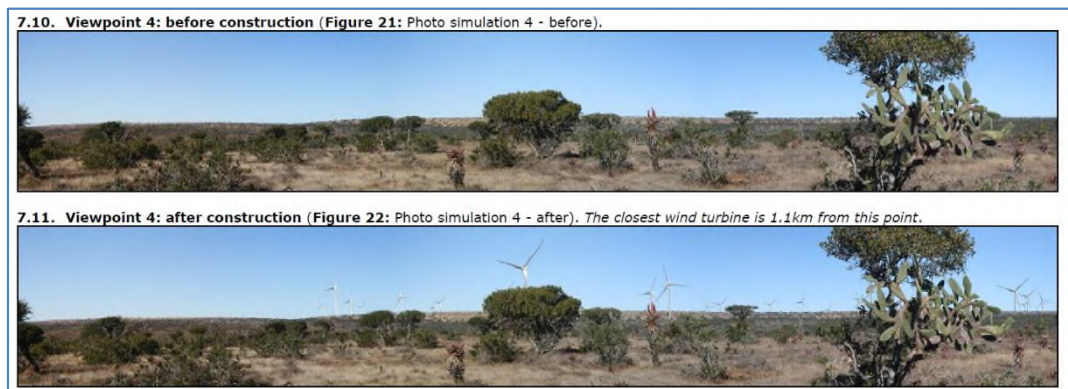 7.10. Viewpoint 4: before construction (Figure 21: Photo simulation 4 - before).
7.11. Viewpoint 4: after construction (Figure 22: Photo simulation 4 - after). The closest wind turbine is 1.1km from this point.